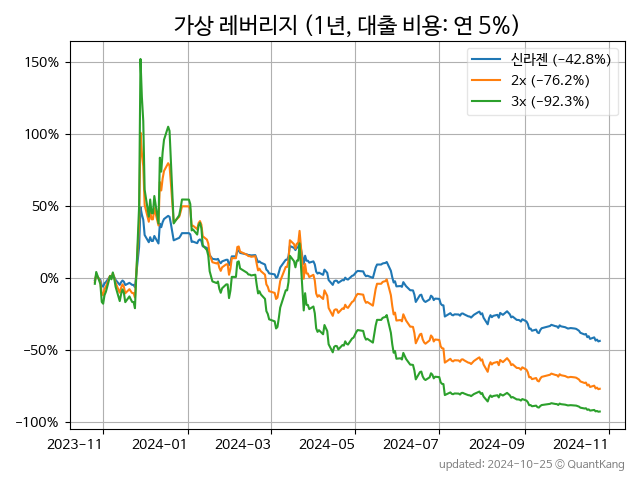 가상 레버리지 (1년, 대출 비용: 연 5%)
신라젠 (-42.8%)
2x (-76.2%)
3x (-92.3%)
150%
100%
50%
0%
-50%
-100%
2023-11 2024-01 2024-03 2024-05 2024-07 2024-09 2024-11
updated: 2024-10-25 © QuantKang